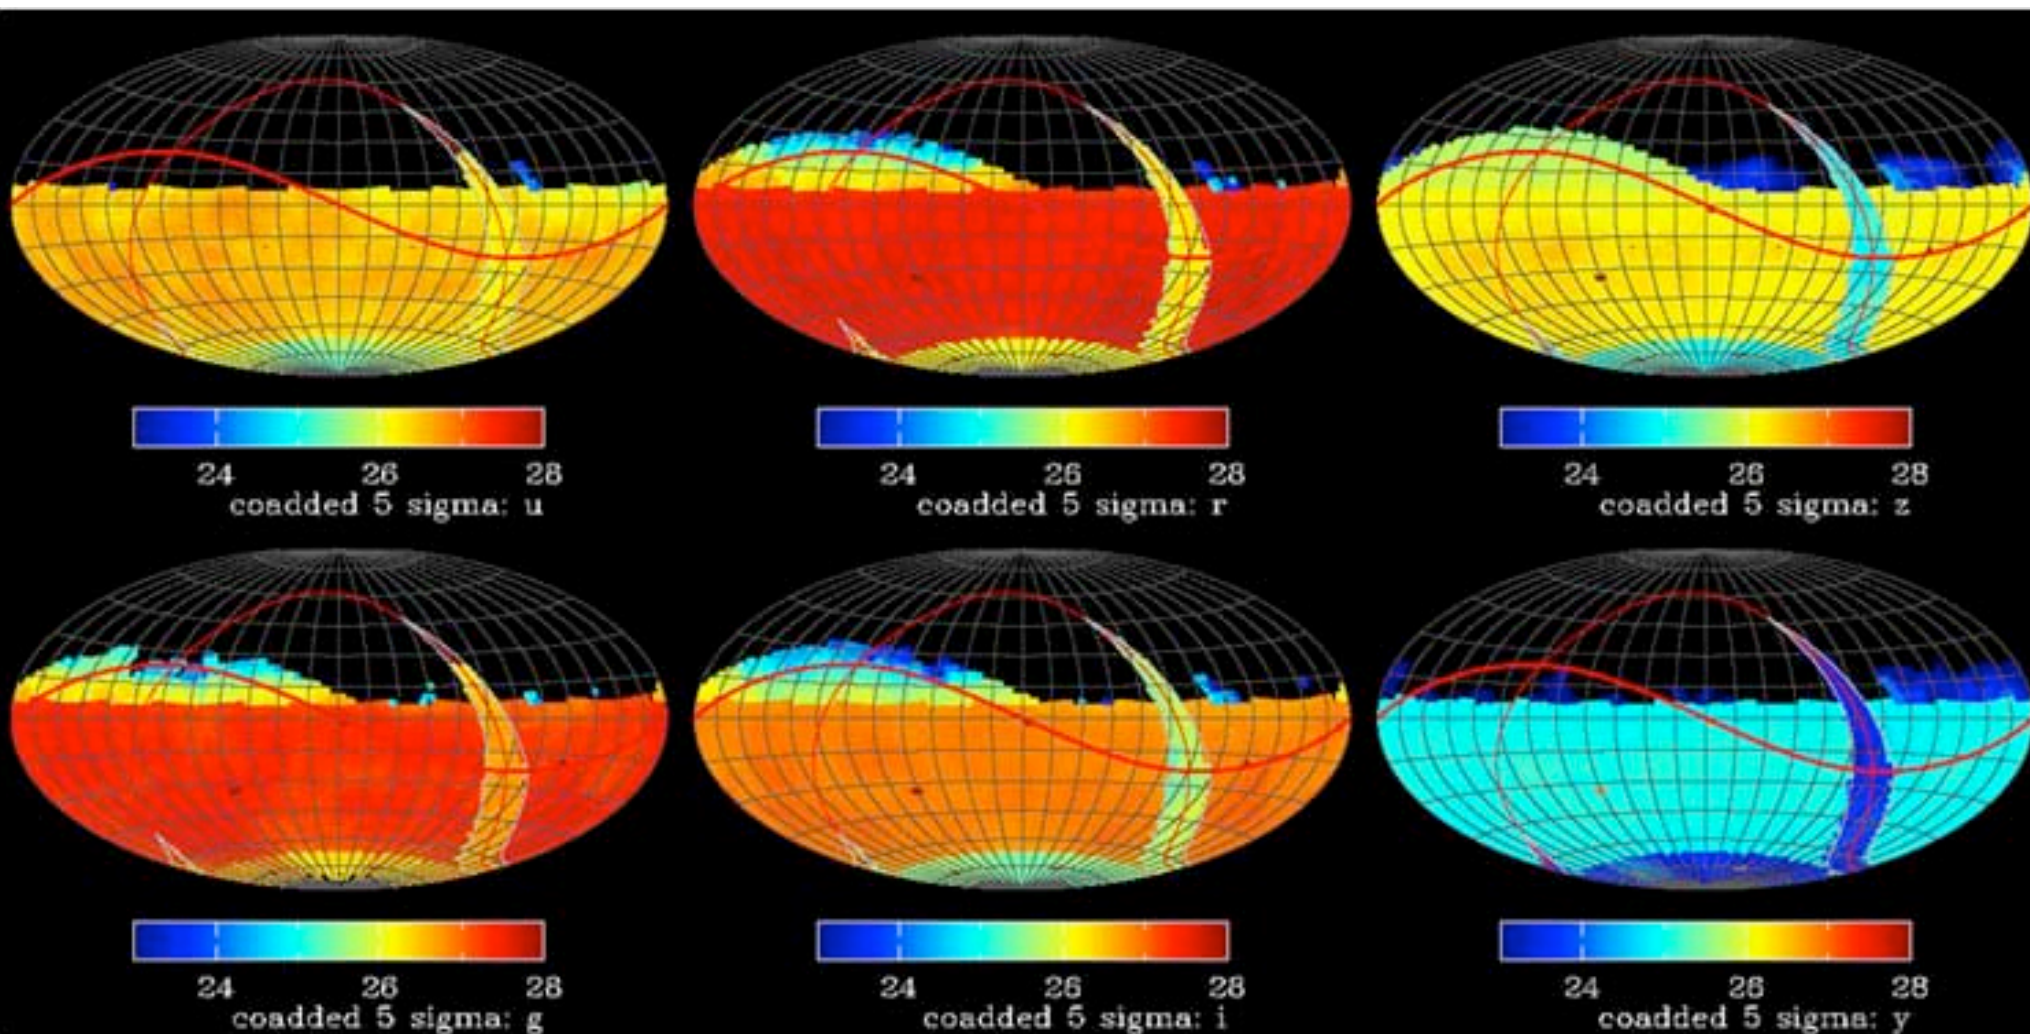 24 26 28
coadded 5 sigma: u
24 26 28
coadded 5 sigma: r
24 26 28
coadded 5 sigma: z
24 26 28
coadded 5 sigma: g
24 26 28
coadded 5 sigma: i
24 26 28
coadded 5 sigma: y